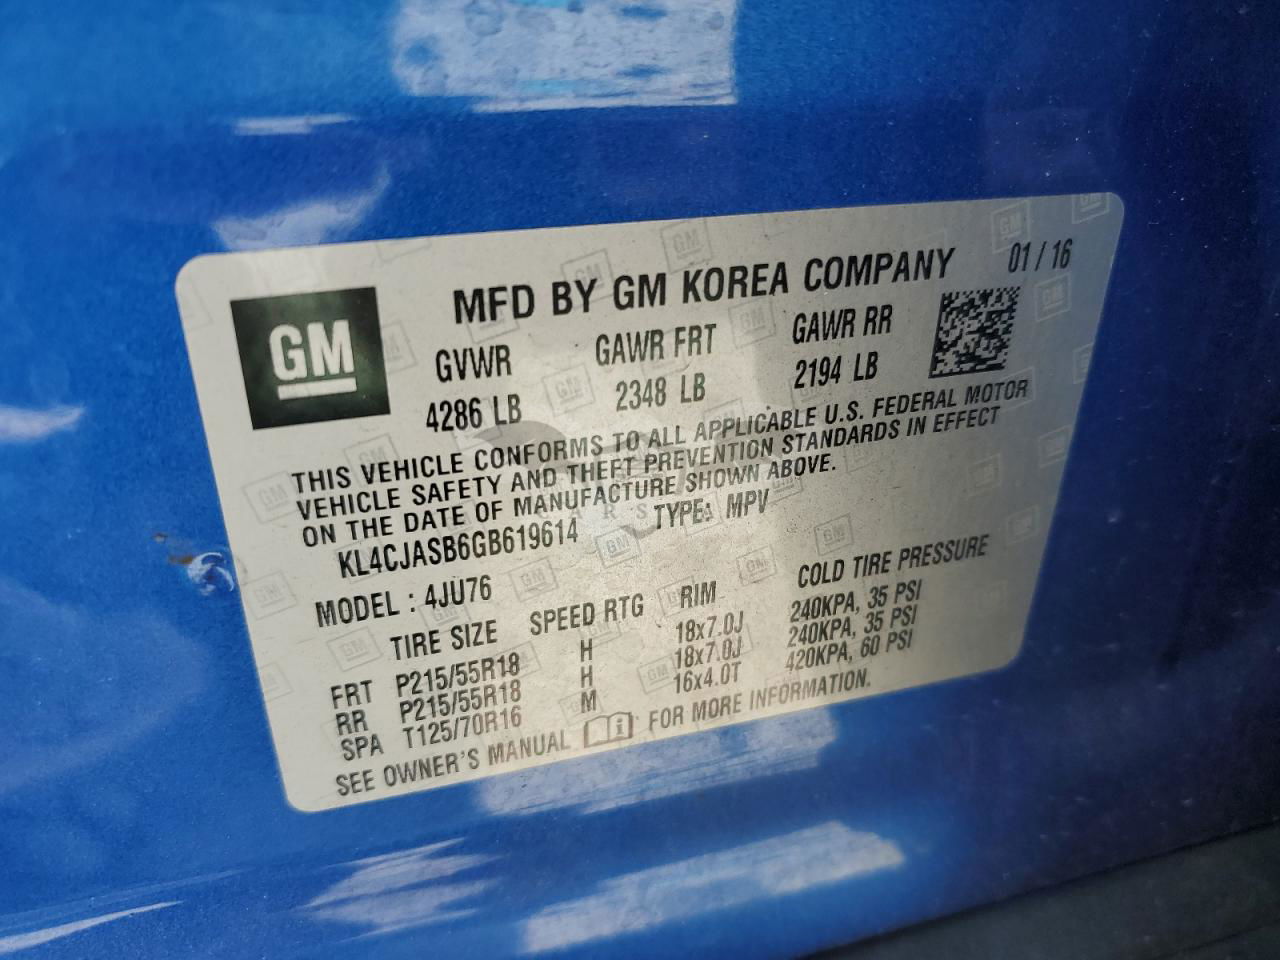 MFD BY GM KOREA COMPANY 01 / 16
GM
GVWR GAWR FRT GAWR RR
4286 LB 2348 LB 2194 LB
THIS VEHICLE CONFORMS TO ALL APPLICABLE U.S. FEDERAL MOTOR
VEHICLE SAFETY AND THEFT PREVENTION STANDARDS IN EFFECT
ON THE DATE OF MANUFACTURE SHOWN ABOVE.
KL4CJASB6GB619614 TYPE: MPV
MODEL : 4JU76
TIRE SIZE SPEED RTG RIM COLD TIRE PRESSURE
FRT P215/55R18 H 18x7.0J 240KPA, 35 PSI
RR P215/55R18 H 18x7.0J 240KPA, 35 PSI
SPA T125/70R16 M 16x4.0T 420KPA, 60 PSI
SEE OWNER'S MANUAL FOR MORE INFORMATION.